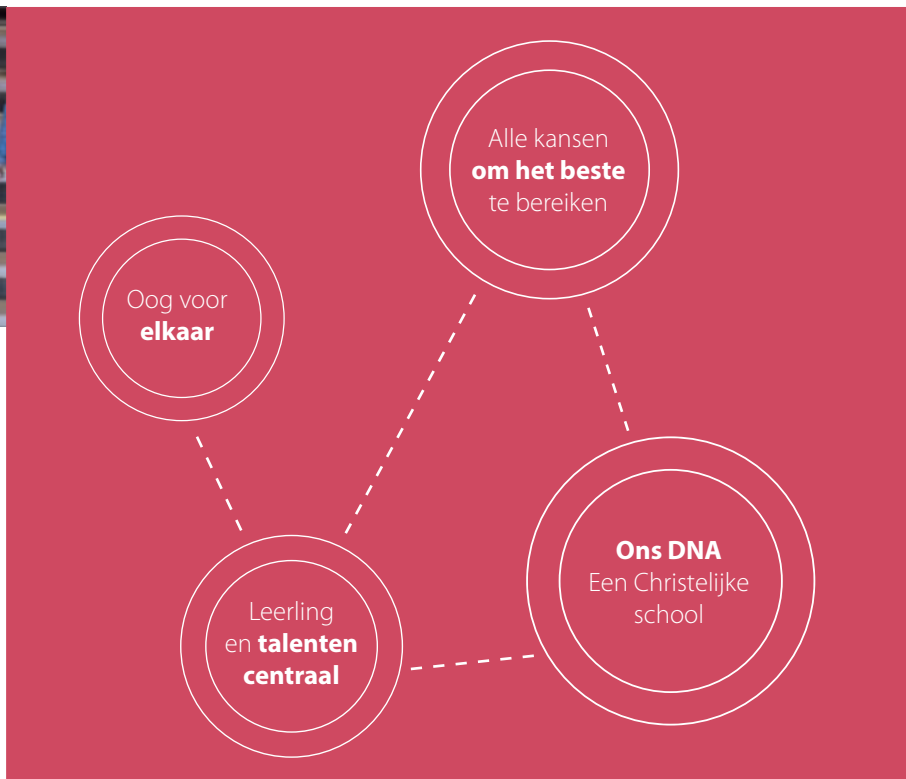 Alle kansen
om het beste
te bereiken
Oog voor
elkaar
Ons DNA
Een Christelijke
school
Leerling
en talenten
centraal